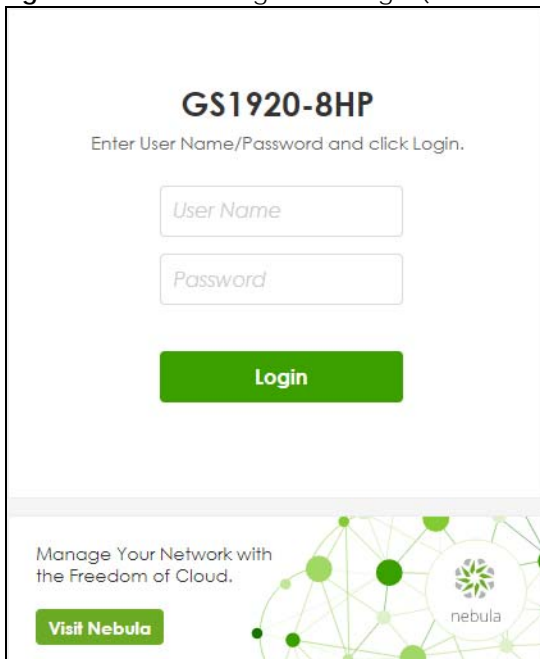 GS1920-8HP
Enter User Name/Password and click Login.
User Name
Password
Login
Manage Your Network with
the Freedom of Cloud.
Visit Nebula
nebula